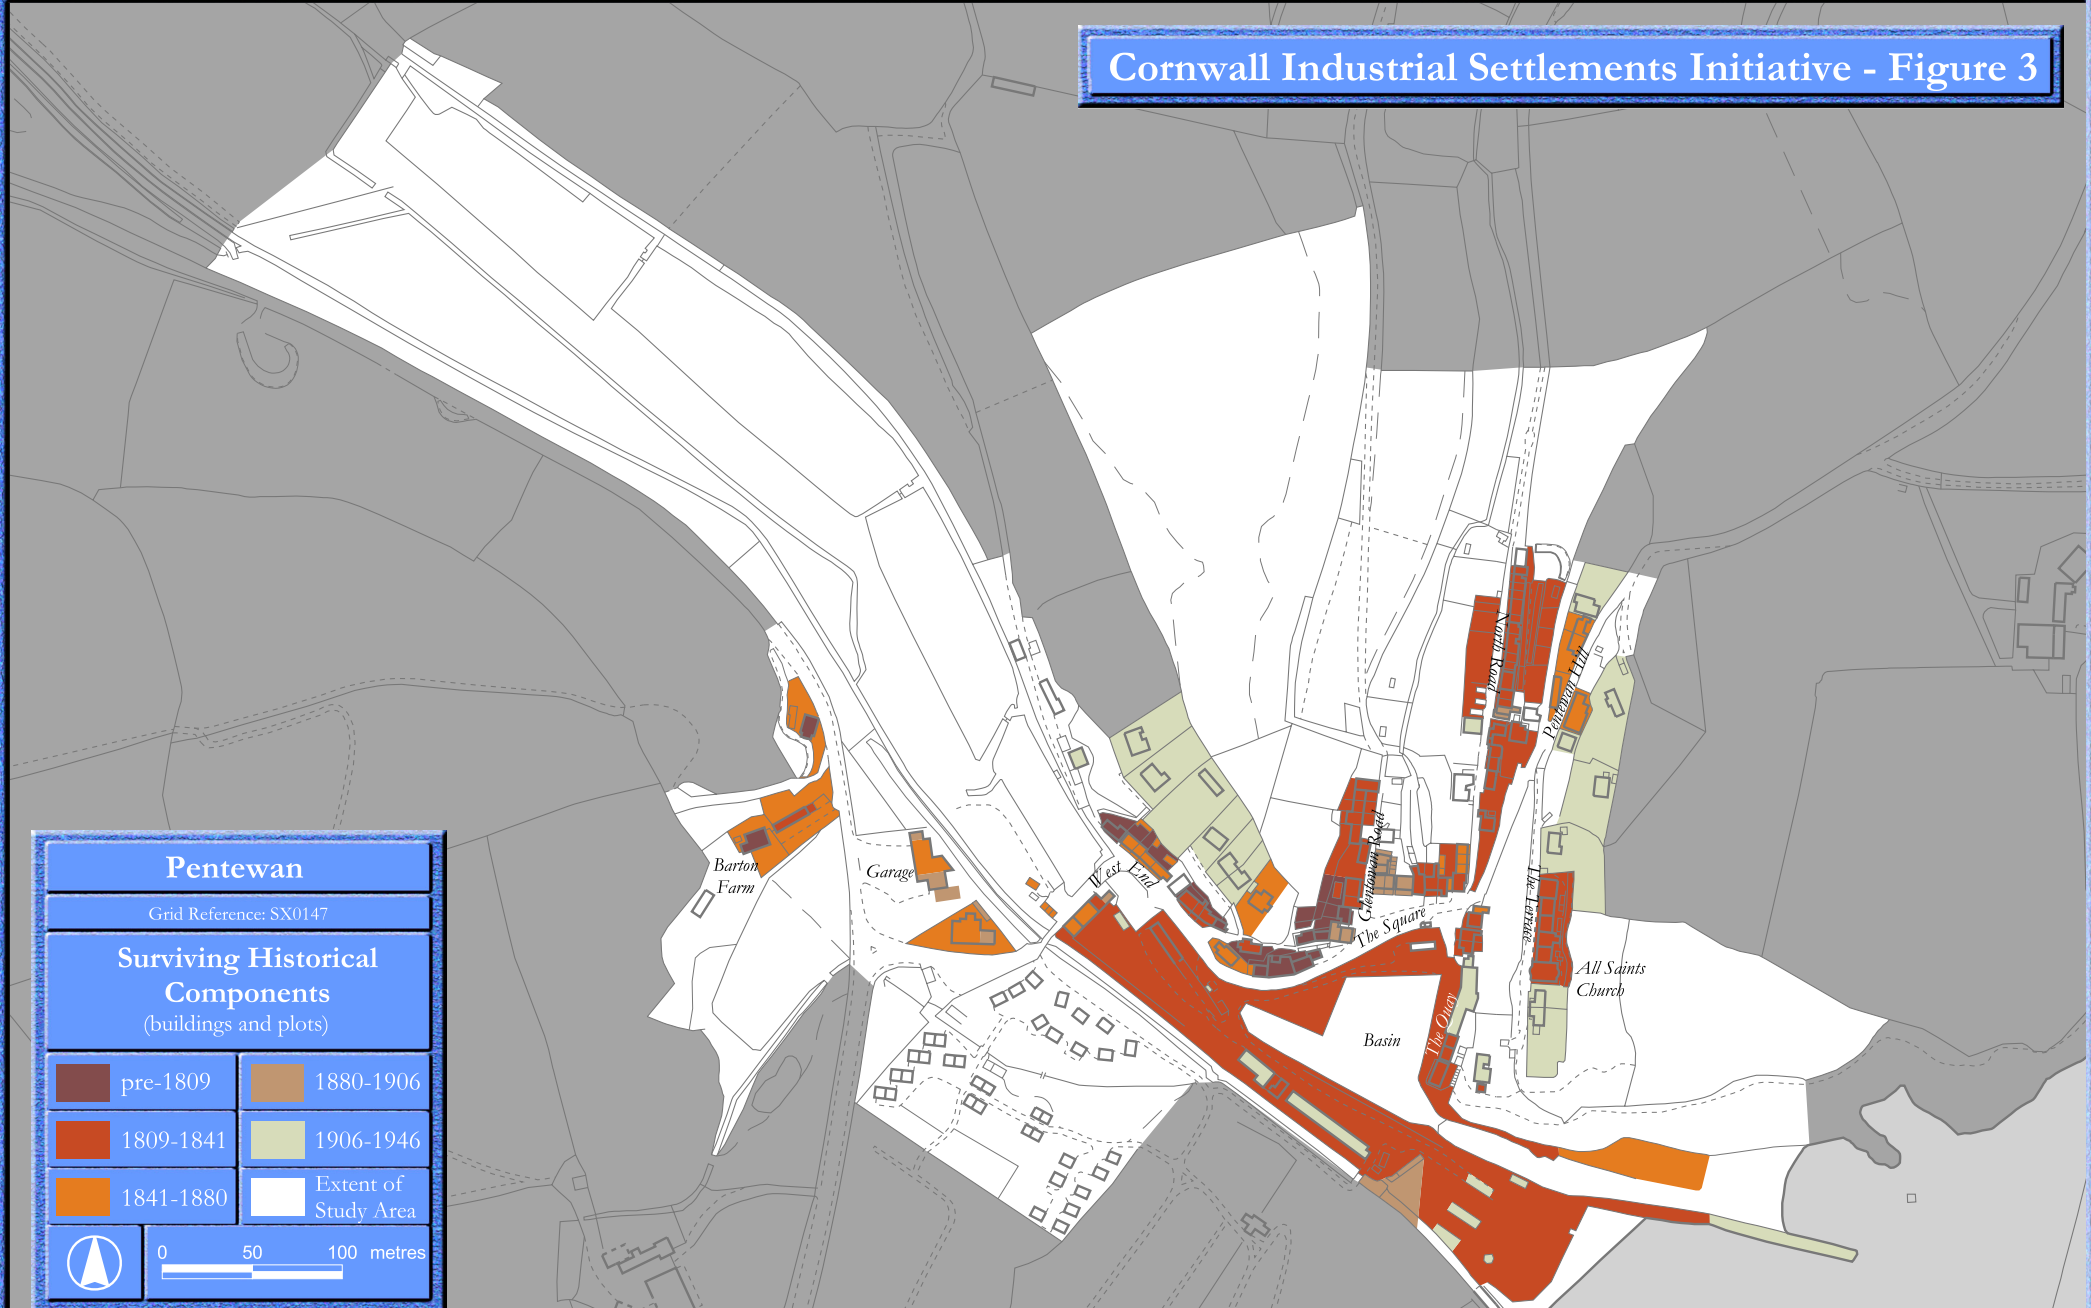 Cornwall Industrial Settlements Initiative - Figure 3
North Road
Pentewan Hill
Glentowan Road
West End
The Square
The Terrace
Barton
Farm
Garage
All Saints
Church
The Quay
Basin
Pentewan
Grid Reference: SX0147
Surviving Historical
Components
(buildings and plots)
pre-1809
1880-1906
1809-1841
1906-1946
1841-1880
Extent of
Study Area
0 50 100 metres